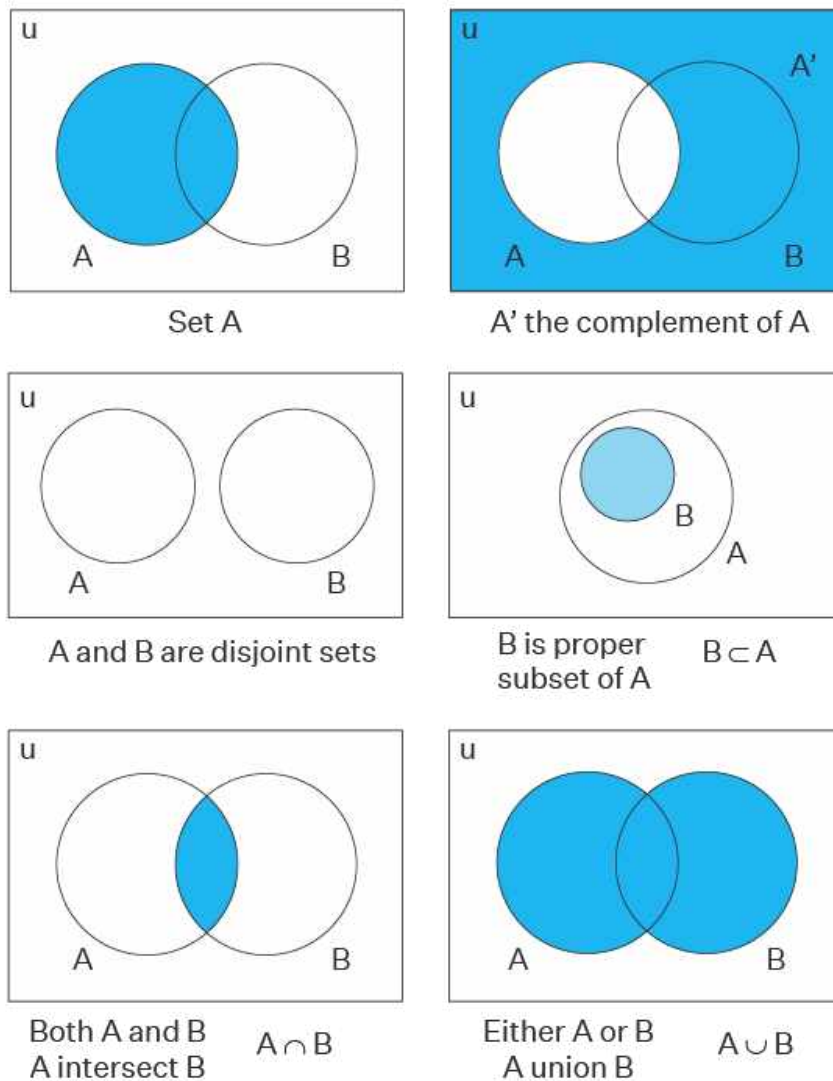 u
A B
Set A
u
A’
A B
A’ the complement of A
u
A B
A and B are disjoint sets
u
B
A
B is proper
subset of A B ⊂ A
u
A B
Both A and B
A intersect B A ∩ B
u
A B
Either A or B
A union B A ∪ B